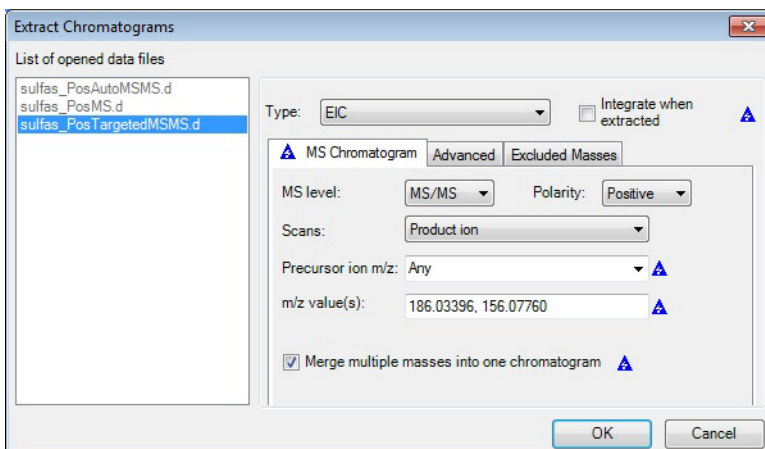 Extract Chromatograms
List of opened data files
sulfas_PosAutoMSMS.d
sulfas_PosMS.d
sulfas_PosTargetedMSMS.d
Type: EIC
Integrate when
extracted
MS Chromatogram Advanced Excluded Masses
MS level: MS/MS Polarity: Positive
Scans: Product ion
Precursor ion m/z: Any
m/z value(s): 186.03396, 156.07760
Merge multiple masses into one chromatogram
OK Cancel